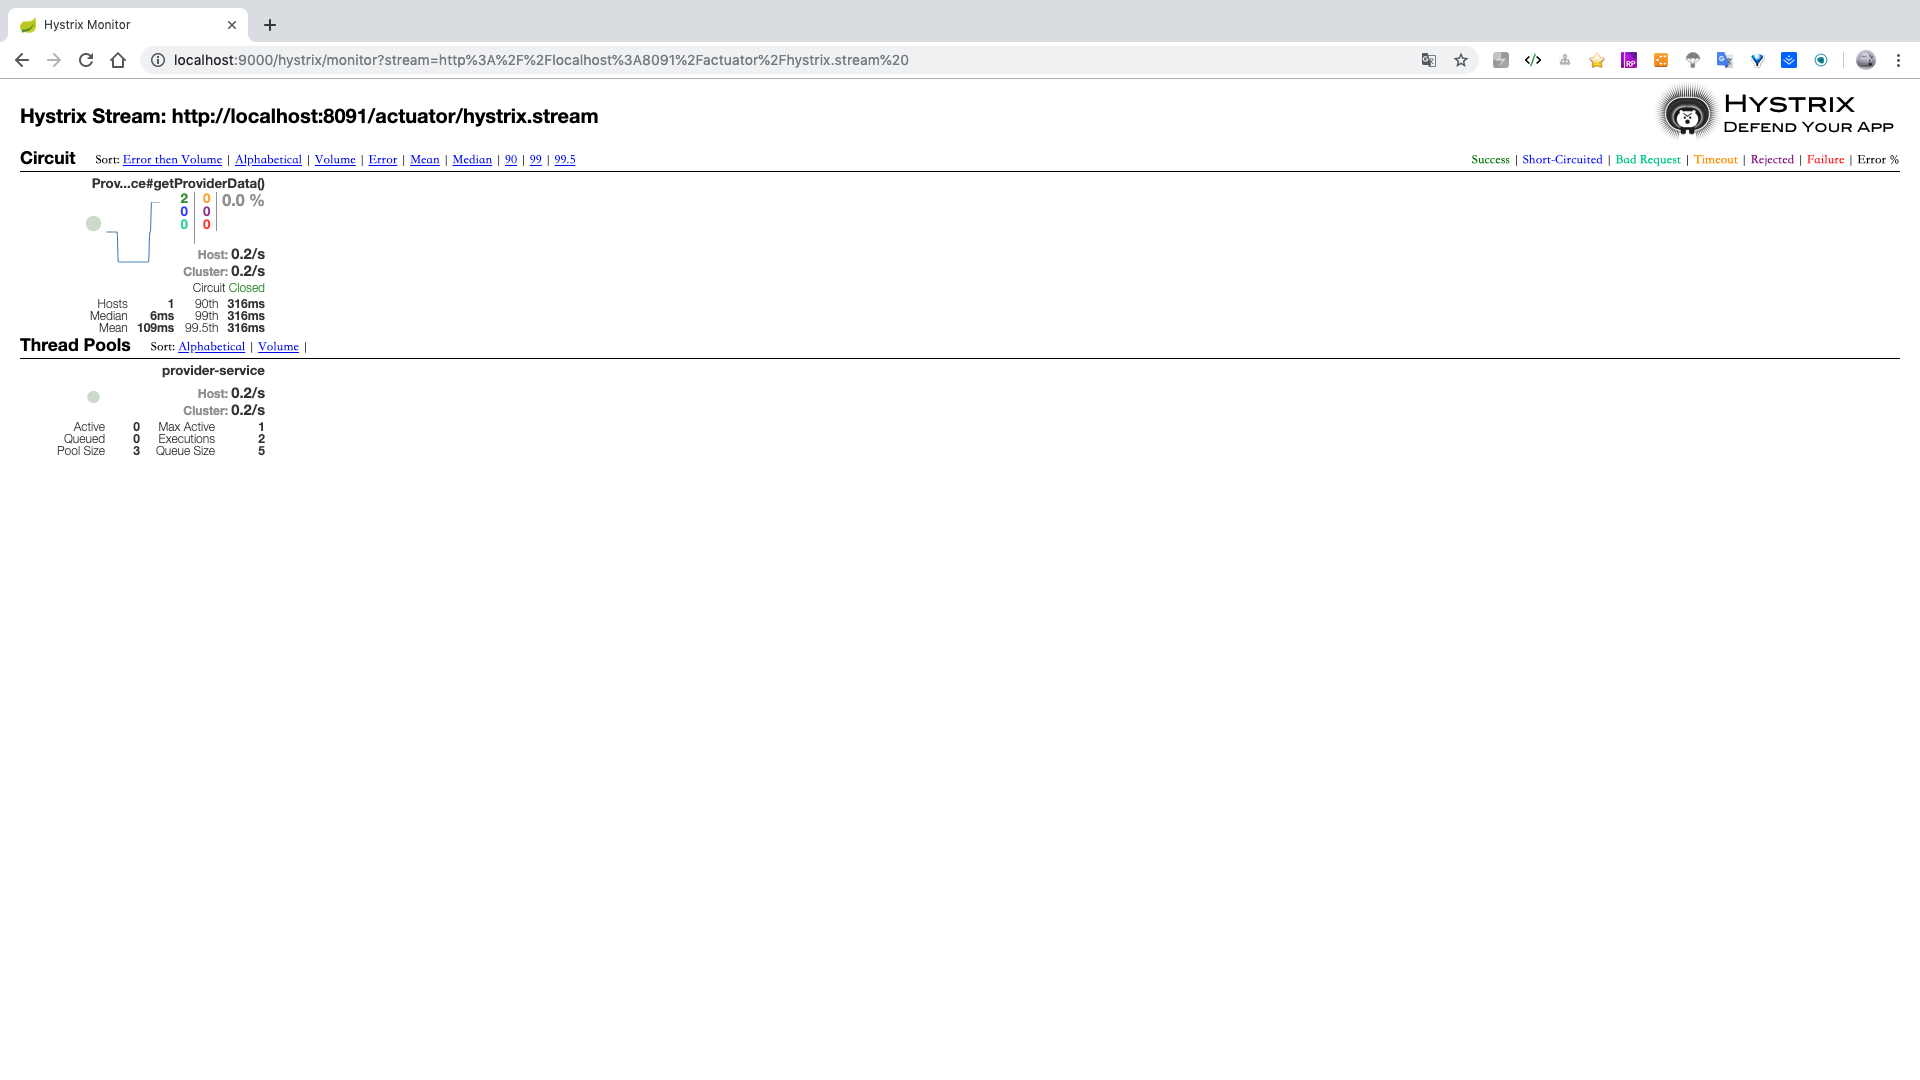 Hystrix Monitor
localhost:9000/hystrix/monitor?stream=http%3A%2F%2Flocalhost%3A8091%2Factuator%2Fhystrix.stream%20
RP
Hystrix Stream: http://localhost:8091/actuator/hystrix.stream
HYSTRIX
DEFEND YOUR APP
Circuit Sort: Error then Volume | Alphabetical | Volume | Error | Mean | Median | 90 | 99 | 99.5
Success | Short-Circuited | Bad Request | Timeout | Rejected | Failure | Error %
Prov...ce#getProviderData()
2 0 0.0 %
0 0
0 0
Host: 0.2/s
Cluster: 0.2/s
Circuit Closed
Hosts 1 90th 316ms
Median 6ms 99th 316ms
Mean 109ms 99.5th 316ms
Thread Pools Sort: Alphabetical | Volume |
provider-service
Host: 0.2/s
Cluster: 0.2/s
Active 0 Max Active 1
Queued 0 Executions 2
Pool Size 3 Queue Size 5